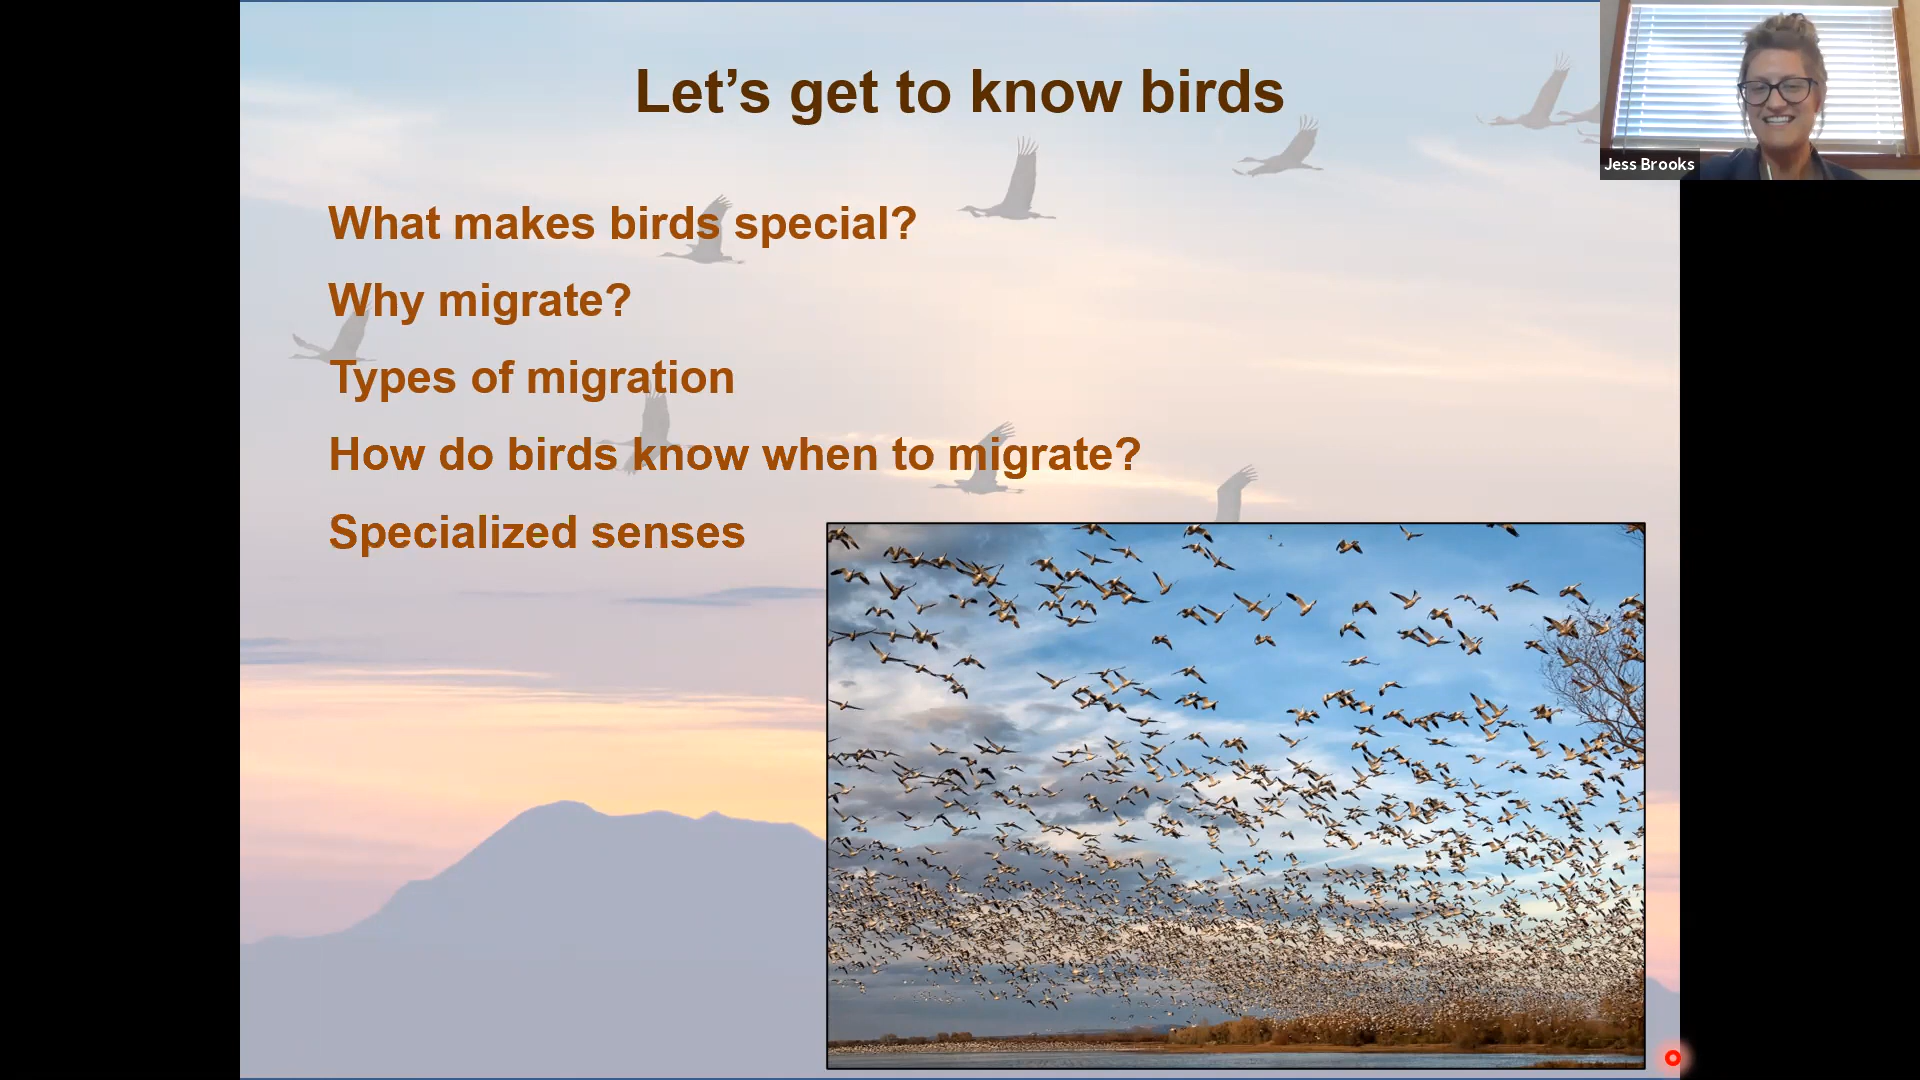 Let’s get to know birds
Jess Brooks
What makes birds special?
Why migrate?
Types of migration
How do birds know when to migrate?
Specialized senses